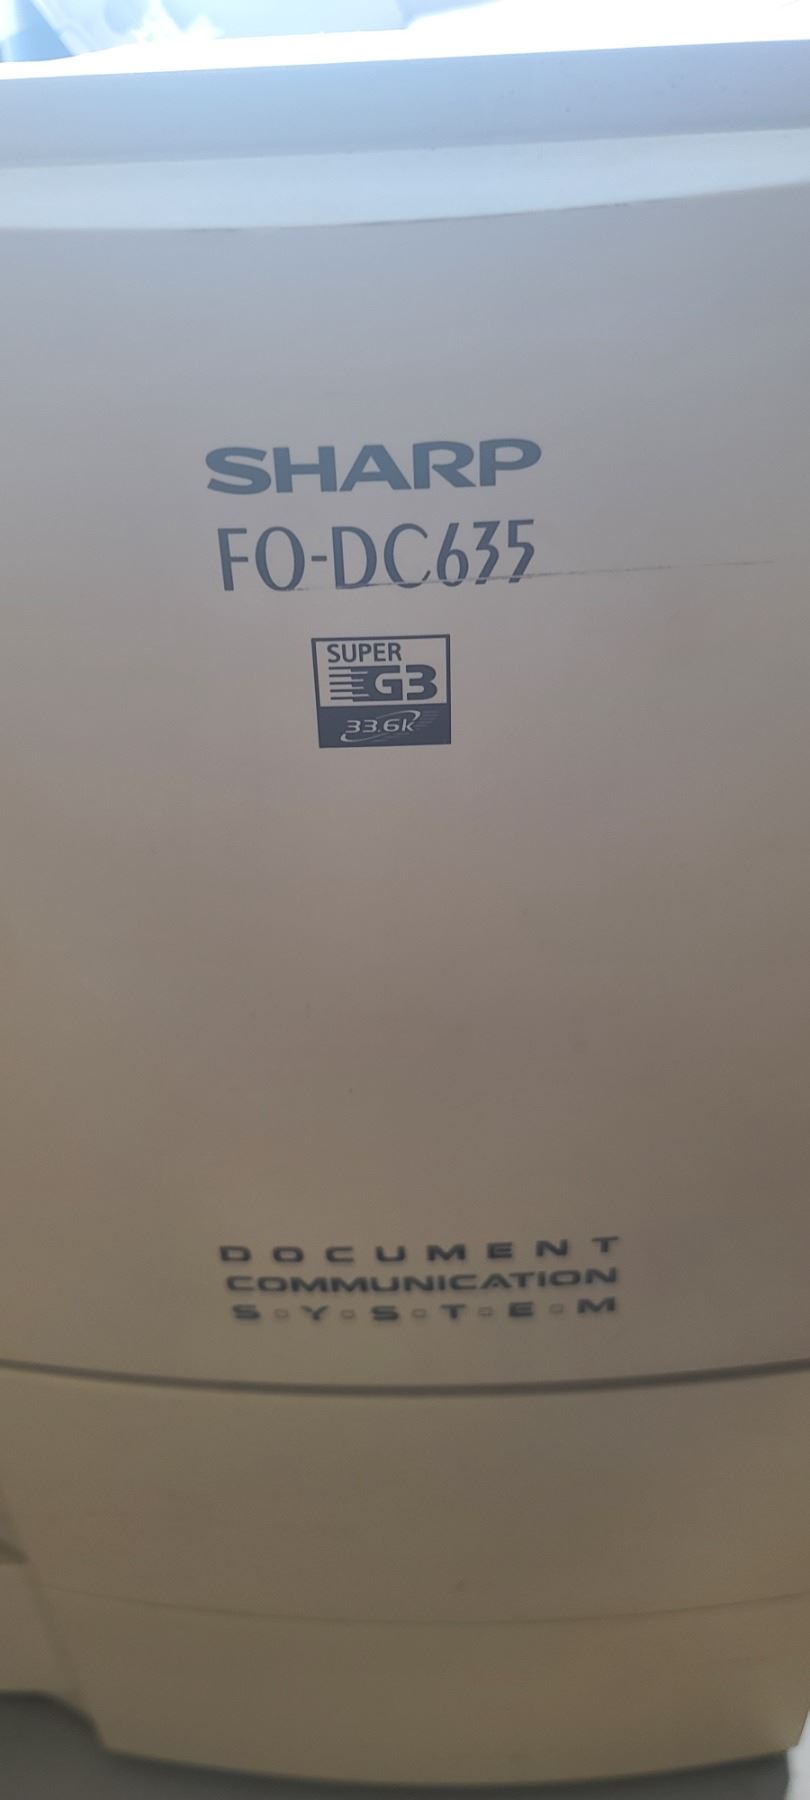 SHARP
FO-DC635
SUPER
G3
33.6k
DOCUMENT
COMMUNICATION
SYSTEM